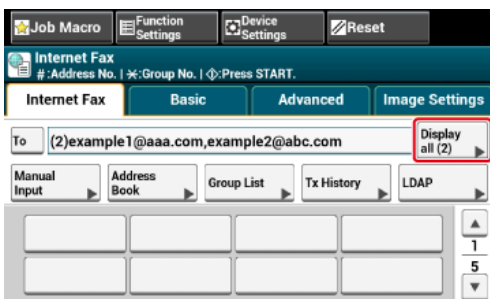 Job Macro
Function Settings
Device Settings
Reset
Internet Fax
#:Address No. | ⚹:Group No. | :Press START.
Internet Fax
Basic
Advanced
Image Settings
To
(2)example1@aaa.com,example2@abc.com
Display
all (2)
Manual
Input
Address
Book
Group List
Tx History
LDAP
1
5